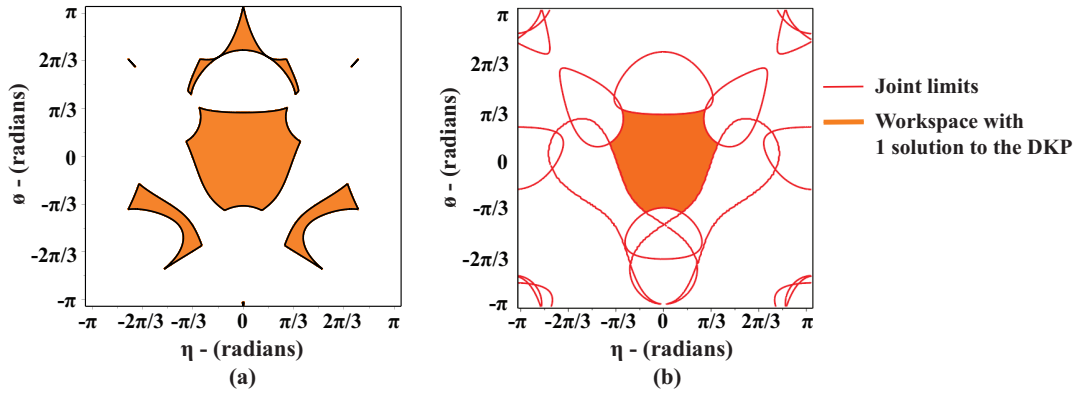 π
2π/3
π/3
0
-π/3
-2π/3
-π
ø - (radians)
-π -2π/3 -π/3 0 π/3 2π/3 π
η - (radians)
(a)
π
2π/3
π/3
0
-π/3
-2π/3
-π
ø - (radians)
-π -2π/3 -π/3 0 π/3 2π/3 π
η - (radians)
(b)
Joint limits
Workspace with
1 solution to the DKP